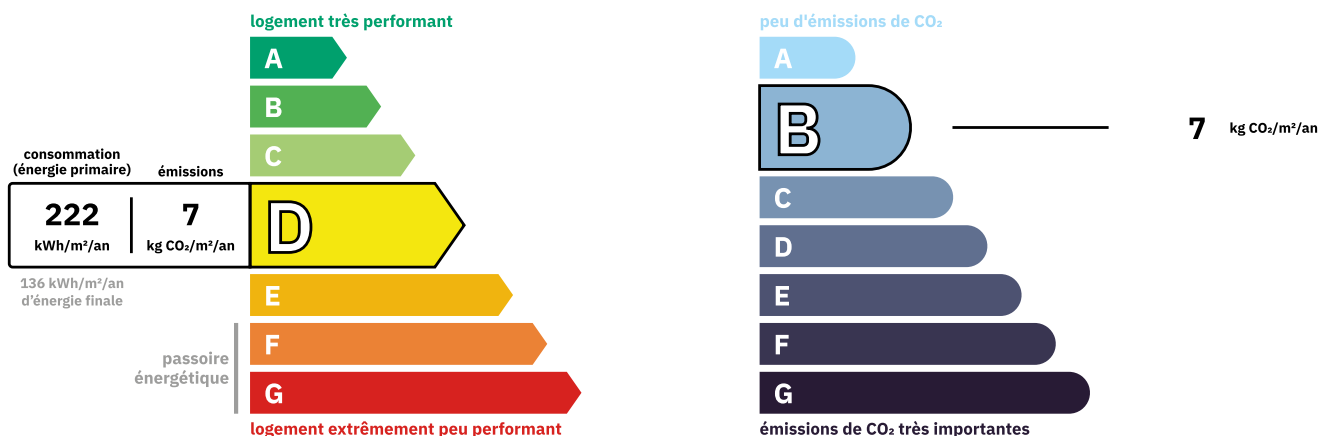 logement très performant
A
B
C
consommation
(énergie primaire)
émissions
222
kWh/m²/an
7
kg CO₂/m²/an
D
136 kWh/m²/an
d'énergie finale
E
passoire
énergétique
F
G
logement extrêmement peu performant
peu d'émissions de CO₂
A
B
7 kg CO₂/m²/an
C
D
E
F
G
émissions de CO₂ très importantes